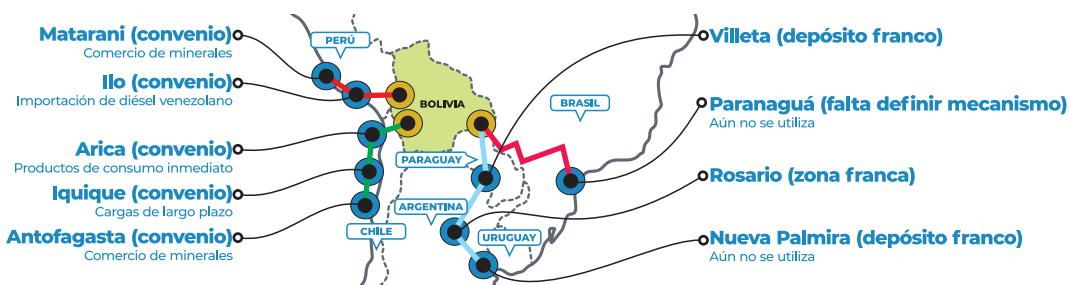 Matarani (convenio)
Comercio de minerales
Ilo (convenio)
Importación de diésel venezolano
Arica (convenio)
Productos de consumo inmediato
Iquique (convenio)
Cargas de largo plazo
Antofagasta (convenio)
Comercio de minerales
PERÚ
BOLIVIA
BRASIL
PARAGUAY
ARGENTINA
CHILE
URUGUAY
Villeta (depósito franco)
Paranaguá (falta definir mecanismo)
Aún no se utiliza
Rosario (zona franca)
Nueva Palmira (depósito franco)
Aún no se utiliza